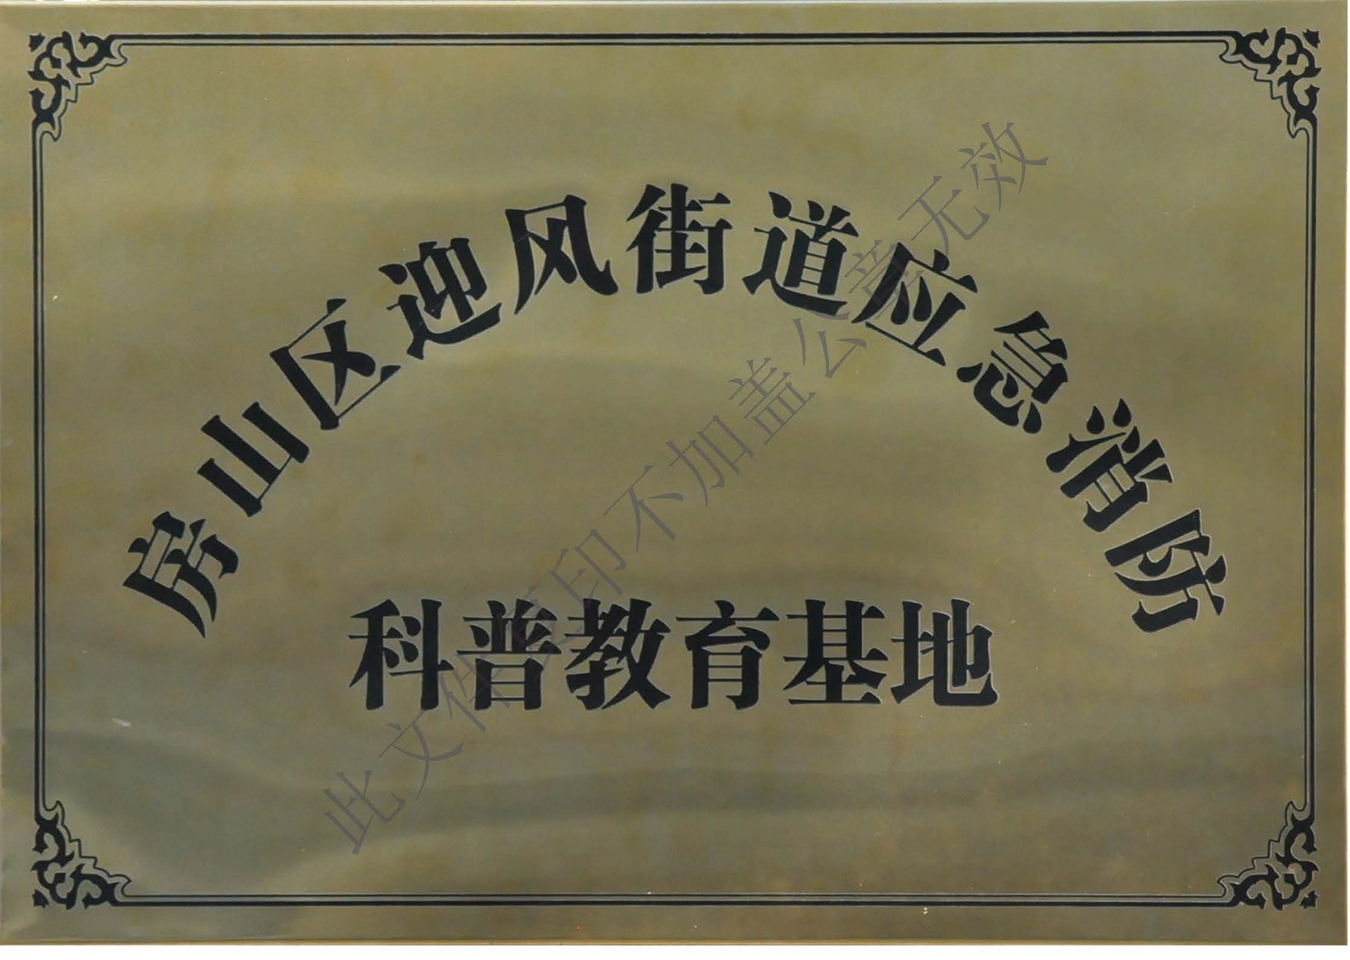 房山区迎风街道应急消防
科普教育基地
此文件复印不加盖公章无效